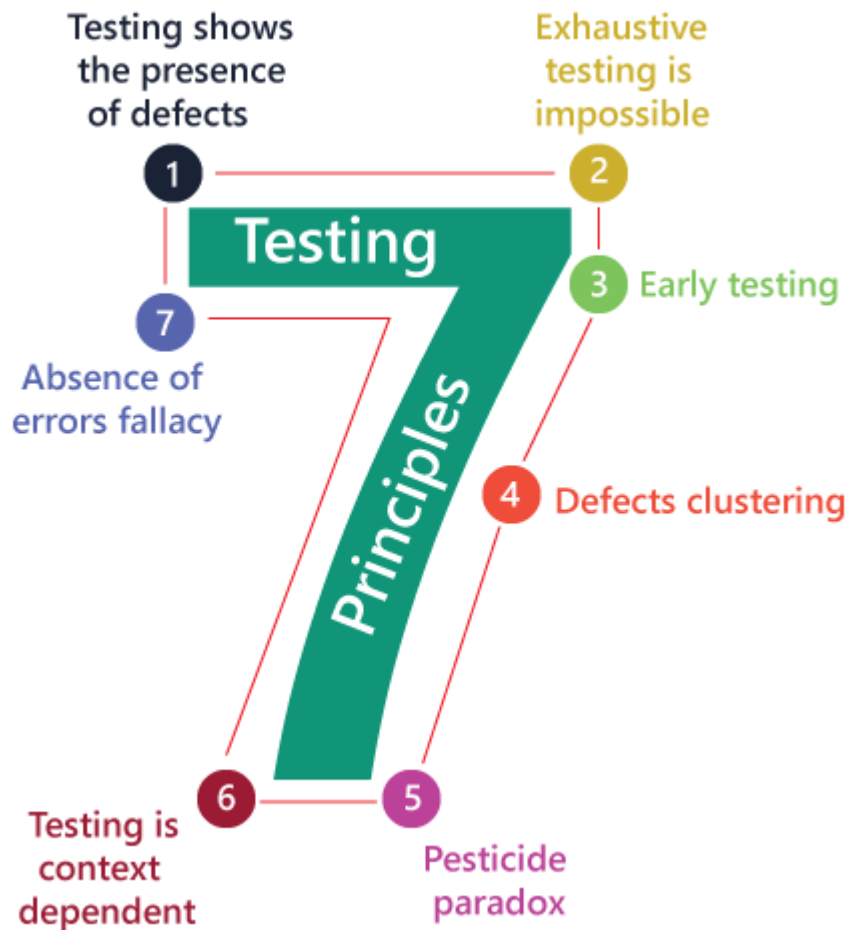 Testing shows
the presence
of defects
1
Exhaustive
testing is
impossible
2
Testing
3
Early testing
7
Absence of
errors fallacy
Principles
4
Defects clustering
6
Testing is
context
dependent
5
Pesticide
paradox